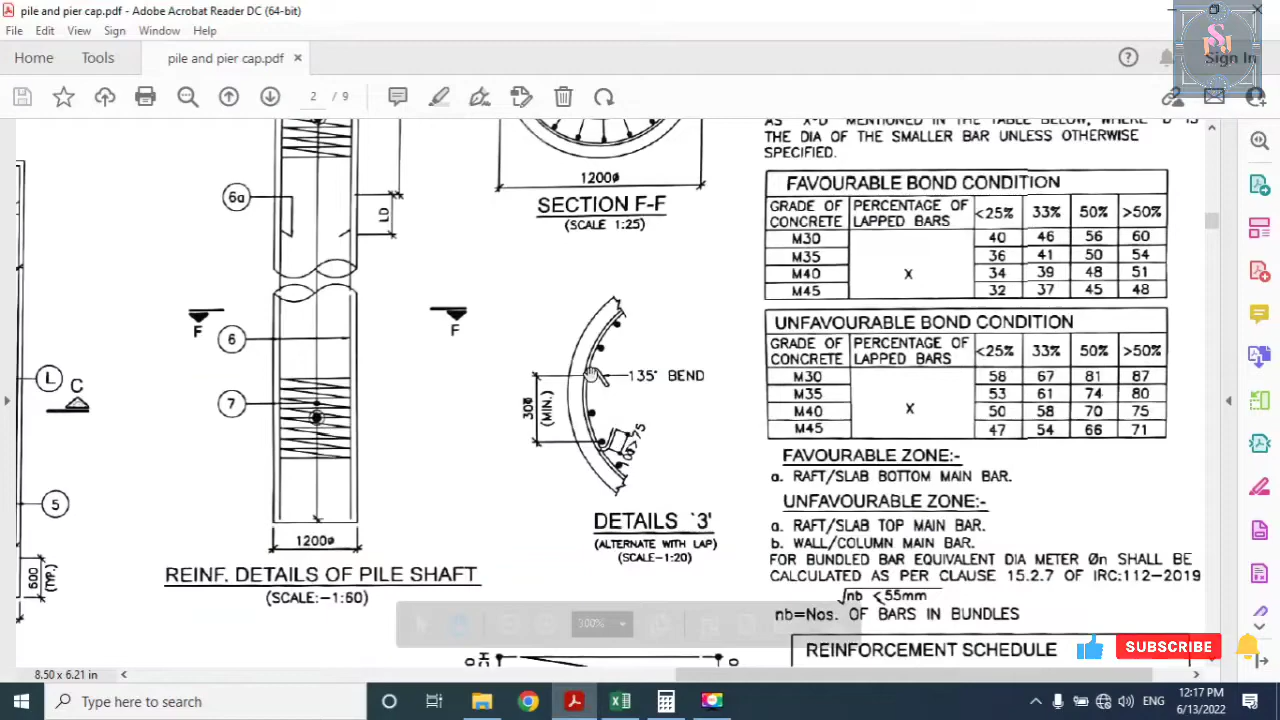 pile and pier cap.pdf - Adobe Acrobat Reader DC (64-bit)
File Edit View Sign Window Help
Home Tools pile and pier cap.pdf × Sign In
2 / 9
6a
LD
F
F
6
7
L
C
5
600
(TYP.)
1200ø
REINF. DETAILS OF PILE SHAFT
(SCALE:-1:60)
1200ø
SECTION F-F
(SCALE 1:25)
135° BEND
300
(MIN.)
DETAILS '3'
(ALTERNATE WITH LAP)
(SCALE-1:20)
AS "X-D" MENTIONED IN THE TABLE BELOW, WHERE "D" IS
THE DIA OF THE SMALLER BAR UNLESS OTHERWISE
SPECIFIED.
FAVOURABLE BOND CONDITION
GRADE OF CONCRETE PERCENTAGE OF LAPPED BARS <25% 33% 50% >50%
M30 40 46 56 60
M35 36 41 50 54
M40 X 34 39 48 51
M45 32 37 45 48
UNFAVOURABLE BOND CONDITION
GRADE OF CONCRETE PERCENTAGE OF LAPPED BARS <25% 33% 50% >50%
M30 58 67 81 87
M35 53 61 74 80
M40 X 50 58 70 75
M45 47 54 66 71
FAVOURABLE ZONE:-
a. RAFT/SLAB BOTTOM MAIN BAR.
UNFAVOURABLE ZONE:-
a. RAFT/SLAB TOP MAIN BAR.
b. WALL/COLUMN MAIN BAR.
FOR BUNDLED BAR EQUIVALENT DIA METER Øn SHALL BE
CALCULATED AS PER CLAUSE 15.2.7 OF IRC:112-2019
√nb <55mm
nb=Nos. OF BARS IN BUNDLES
REINFORCEMENT SCHEDULE
300%
SUBSCRIBE
8.50 x 6.21 in
Type here to search
ENG
12:17 PM
6/13/2022